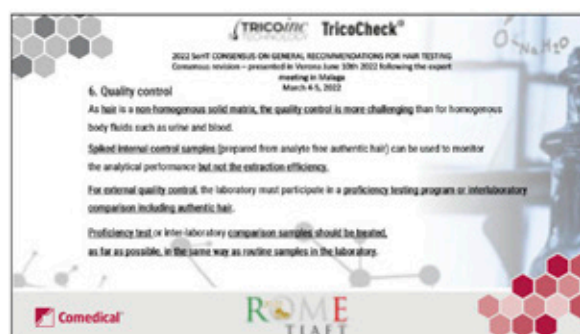 TRICOinc TricoCheck®
TECHNOLOGY
2022 SoHT CONSENSUS ON GENERAL RECOMMENDATIONS FOR HAIR TESTING
Consensus revision – presented in Verona June 10th 2022 following the expert
meeting in Malaga
March 4-5, 2022
6. Quality control
As hair is a non-homogenous solid matrix, the quality control is more challenging than for homogenous
body fluids such as urine and blood.
Spiked internal control samples (prepared from analyte free authentic hair) can be used to monitor
the analytical performance but not the extraction efficiency.
For external quality control, the laboratory must participate in a proficiency testing program or interlaboratory
comparison including authentic hair.
Proficiency test or inter-laboratory comparison samples should be treated,
as far as possible, in the same way as routine samples in the laboratory.
Comedical®
ROME
TIAFT